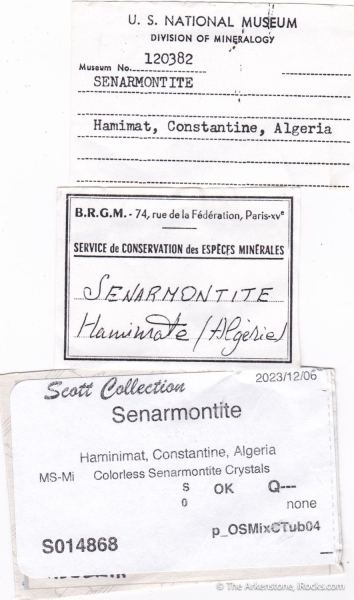 U. S. NATIONAL MUSEUM
DIVISION OF MINERALOGY
Museum No. 120382
SENARMONTITE
Hamimat, Constantine, Algeria
B.R.G.M. - 74, rue de la Fédération, Paris-xvᵉ
SERVICE de CONSERVATION des ESPÈCES MINÉRALES
SENARMONTITE
Haminate (Algérie)
Scott Collection
2023/12/06
Senarmontite
Haminimat, Constantine, Algeria
MS-Mi Colorless Senarmontite Crystals
S OK Q---
0 none
p_OSMixCTub04
S014868
© The Arkenstone, iRocks.com